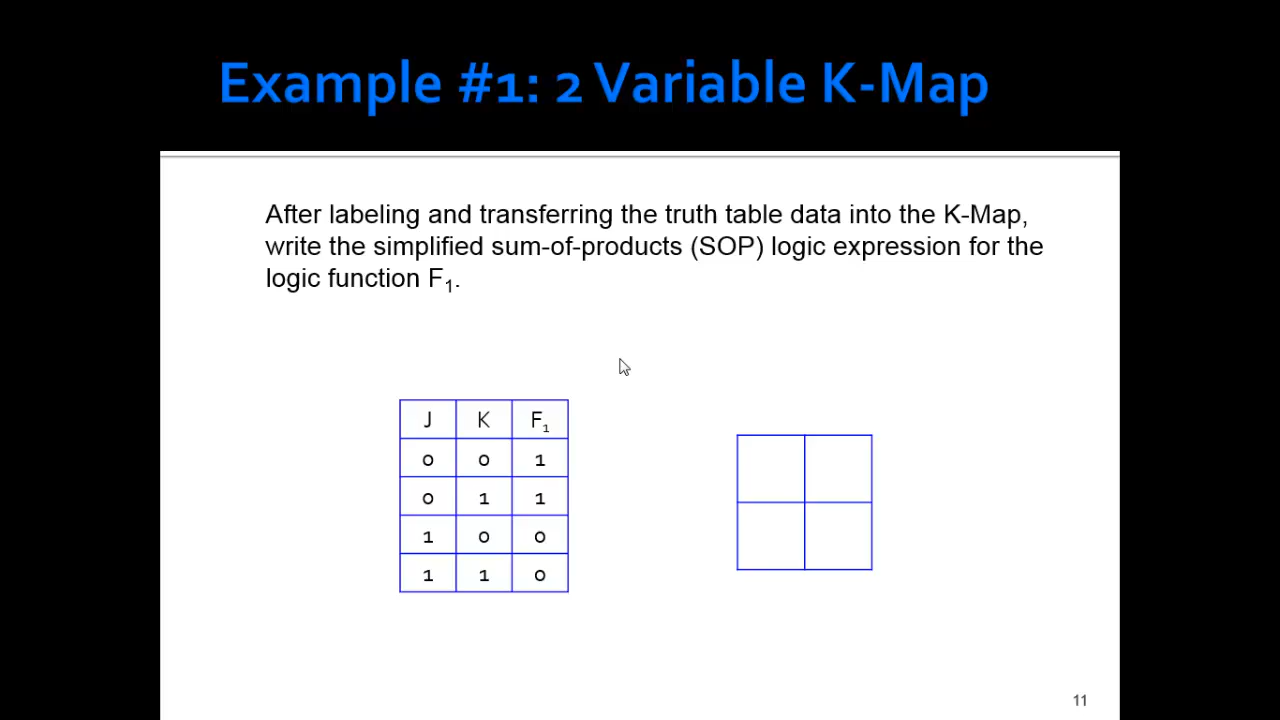 Example #1: 2 Variable K-Map
After labeling and transferring the truth table data into the K-Map,
write the simplified sum-of-products (SOP) logic expression for the
logic function F₁.
J K F₁
0 0 1
0 1 1
1 0 0
1 1 0
11